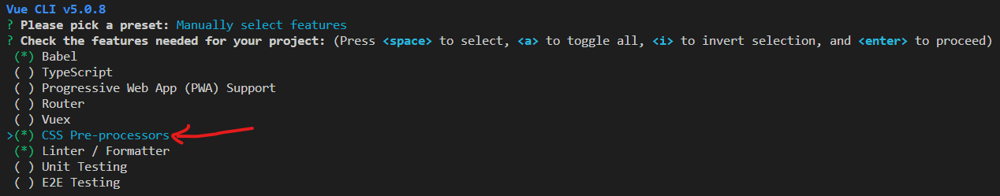 Vue CLI v5.0.8
? Please pick a preset: Manually select features
? Check the features needed for your project: (Press <space> to select, <a> to toggle all, <i> to invert selection, and <enter> to proceed)
(*) Babel
( ) TypeScript
( ) Progressive Web App (PWA) Support
( ) Router
( ) Vuex
>(*) CSS Pre-processors
(*) Linter / Formatter
( ) Unit Testing
( ) E2E Testing